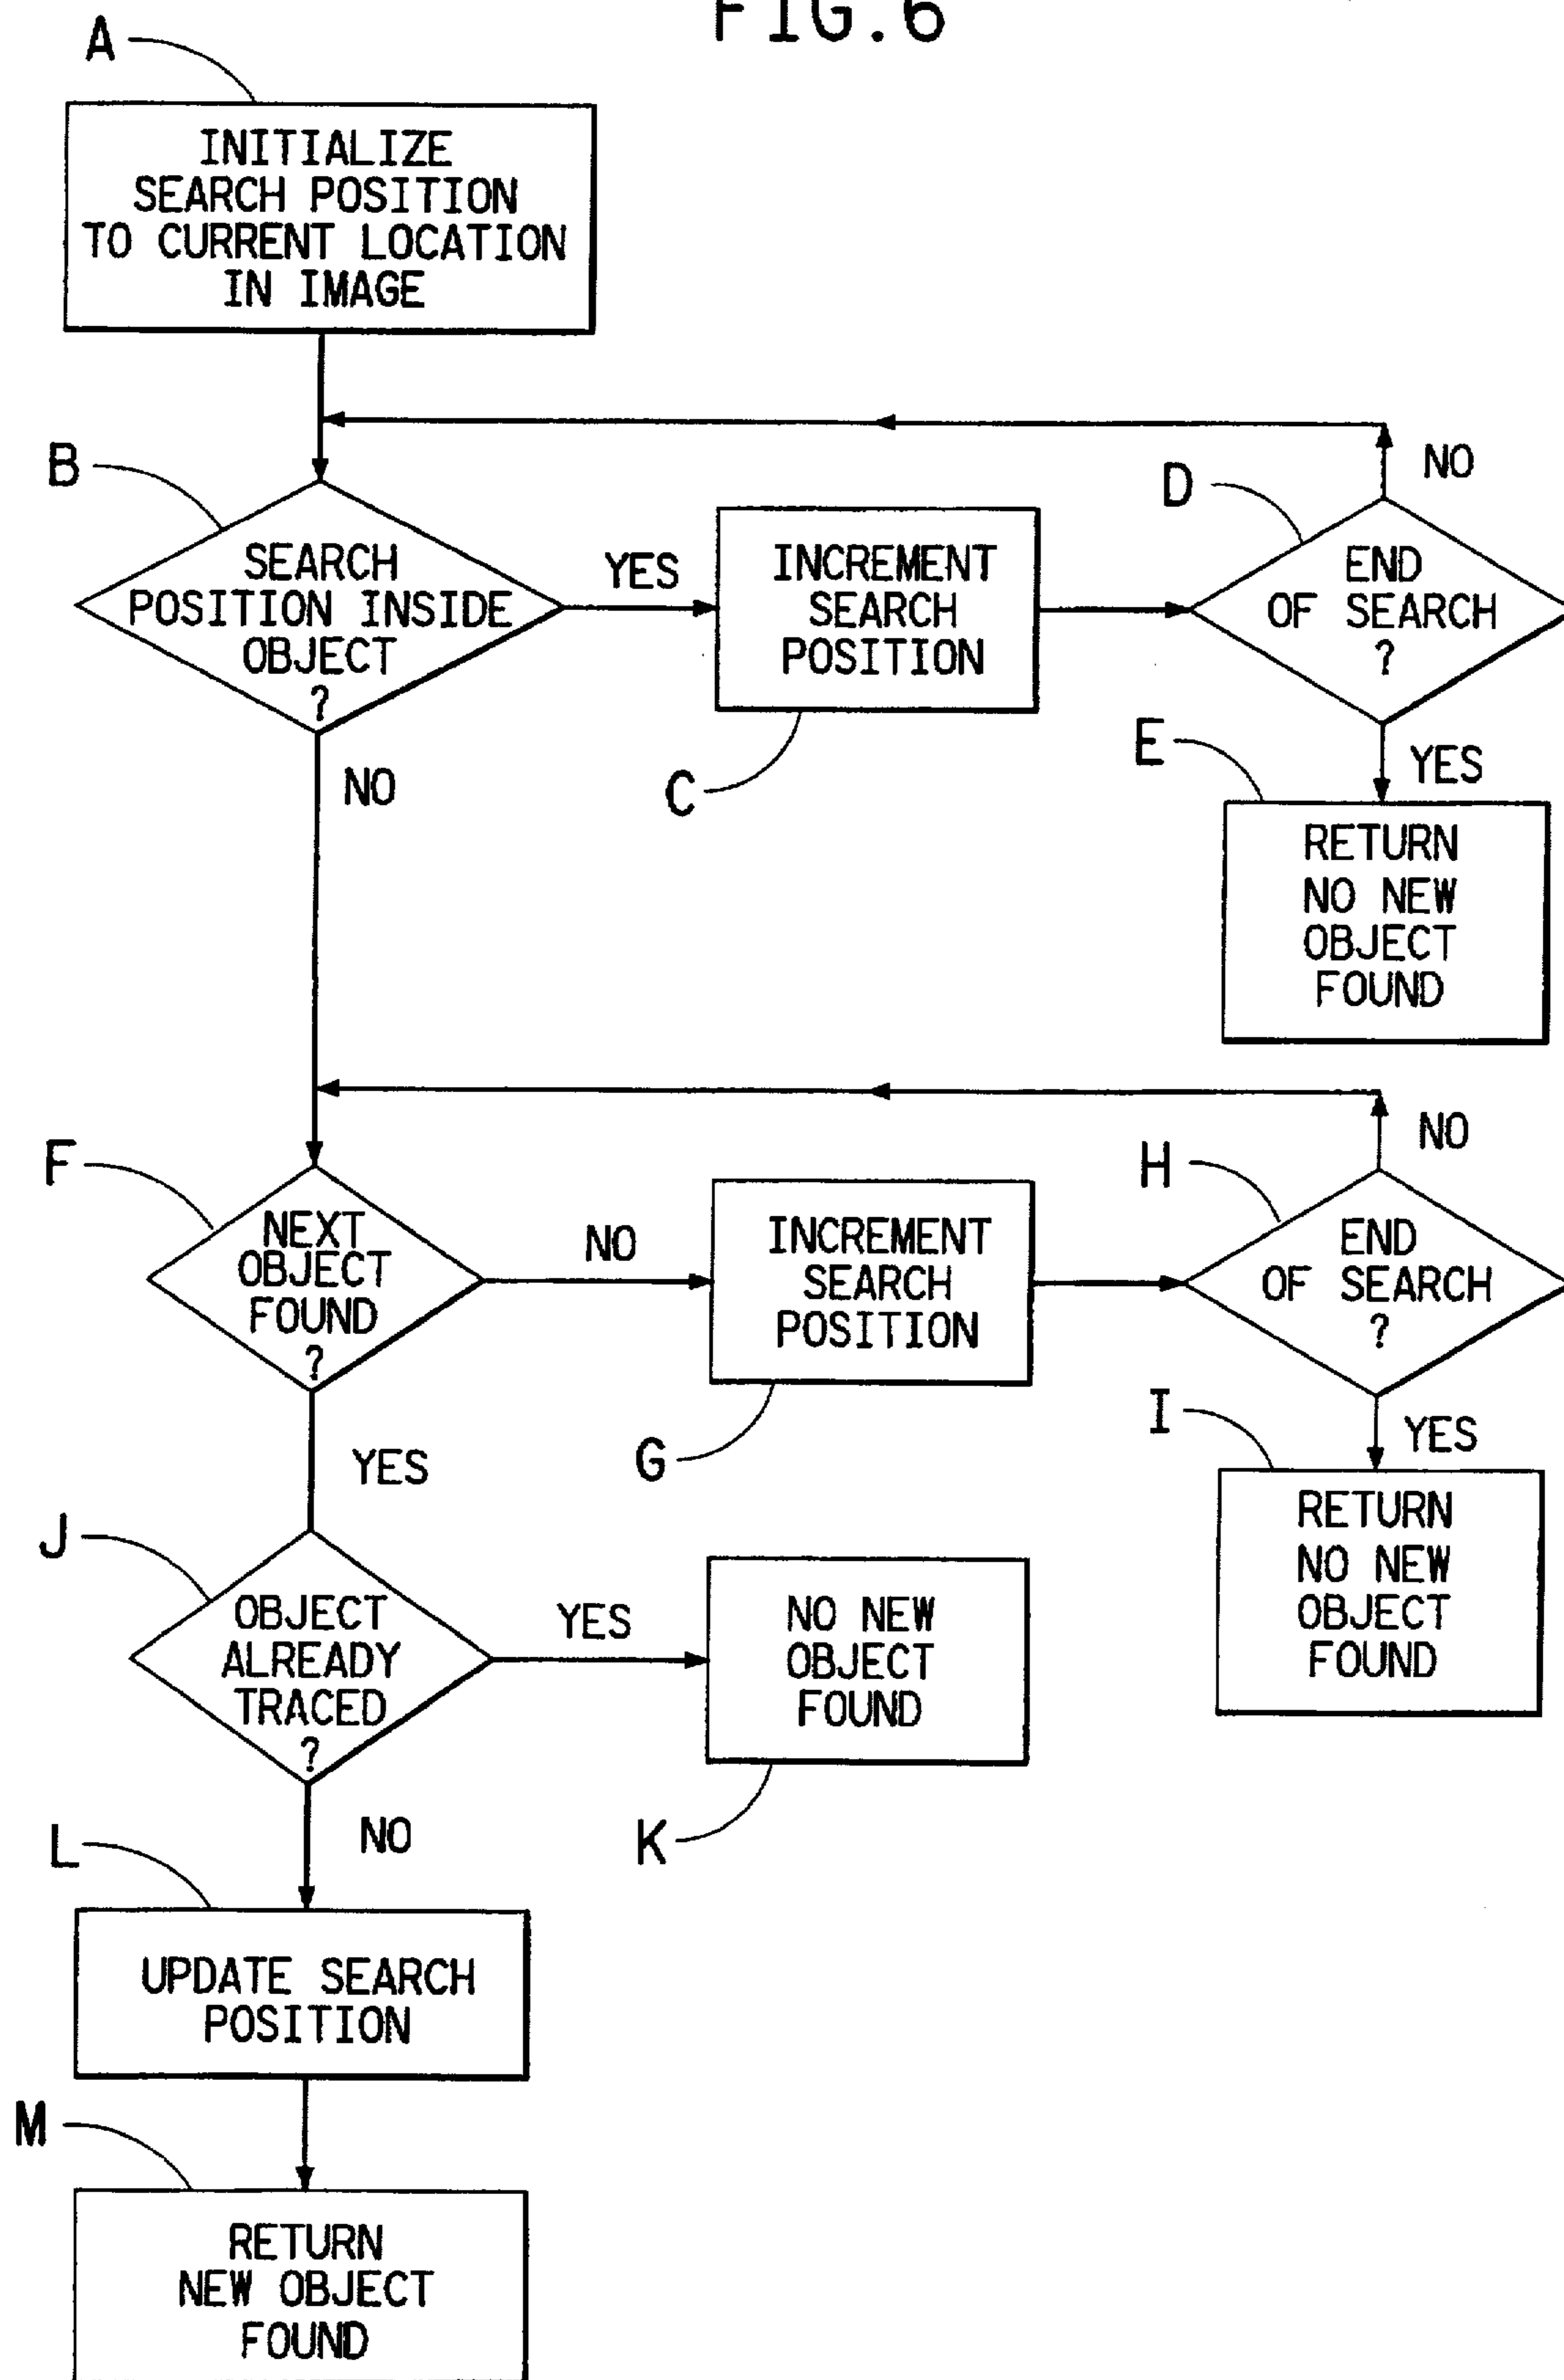 FIG.6
A
INITIALIZE
SEARCH POSITION
TO CURRENT LOCATION
IN IMAGE
B
SEARCH
POSITION INSIDE
OBJECT
?
YES
NO
INCREMENT
SEARCH
POSITION
C
D
END
OF SEARCH
?
NO
YES
E
RETURN
NO NEW
OBJECT
FOUND
F
NEXT
OBJECT
FOUND
?
NO
YES
INCREMENT
SEARCH
POSITION
G
H
END
OF SEARCH
?
NO
YES
I
RETURN
NO NEW
OBJECT
FOUND
J
OBJECT
ALREADY
TRACED
?
YES
NO
NO NEW
OBJECT
FOUND
K
L
UPDATE SEARCH
POSITION
M
RETURN
NEW OBJECT
FOUND